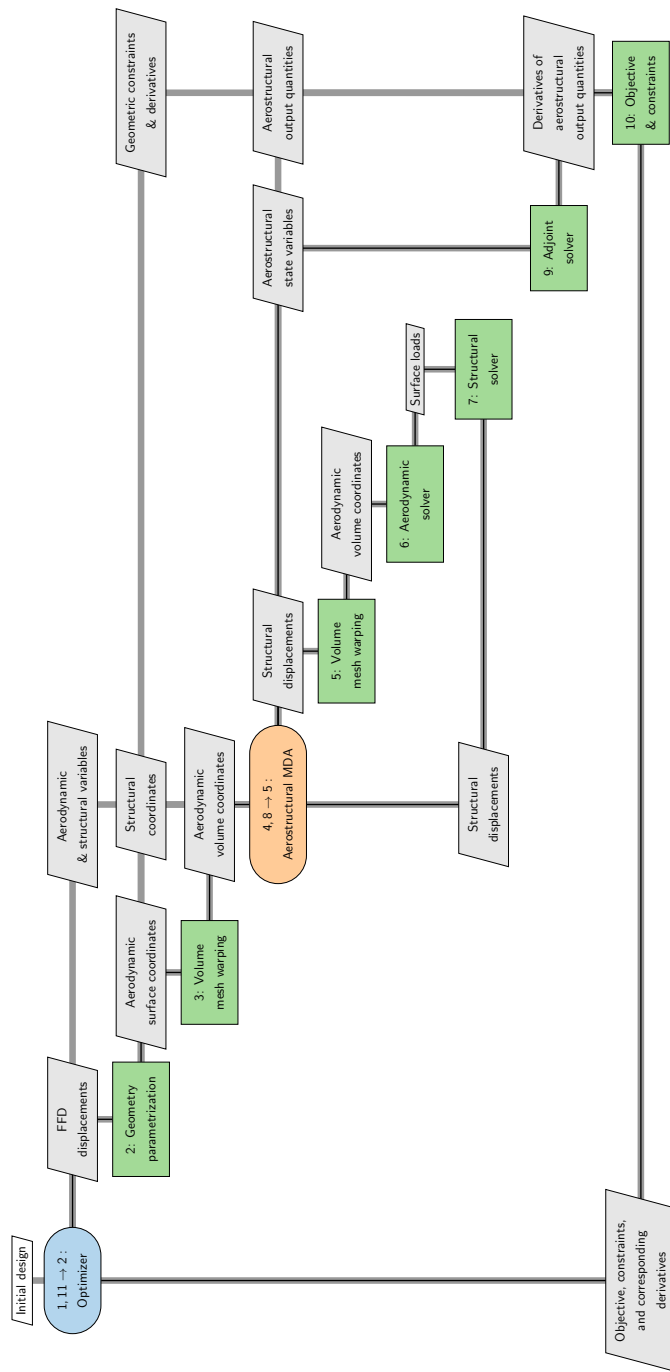 Initial design
1, 11 → 2 :
Optimizer
FFD
displacements
Aerodynamic
& structural variables
2: Geometry
parametrization
Aerodynamic
surface coordinates
Structural
coordinates
Geometric constraints
& derivatives
3: Volume
mesh warping
Aerodynamic
volume coordinates
4, 8 → 5 :
Aerostructural MDA
Structural
displacements
Aerostructural
state variables
Aerostructural
output quantities
5: Volume
mesh warping
Aerodynamic
volume coordinates
6: Aerodynamic
solver
Surface loads
Structural
displacements
7: Structural
solver
9: Adjoint
solver
Derivatives of
aerostructural
output quantities
Objective, constraints,
and corresponding
derivatives
10: Objective
& constraints